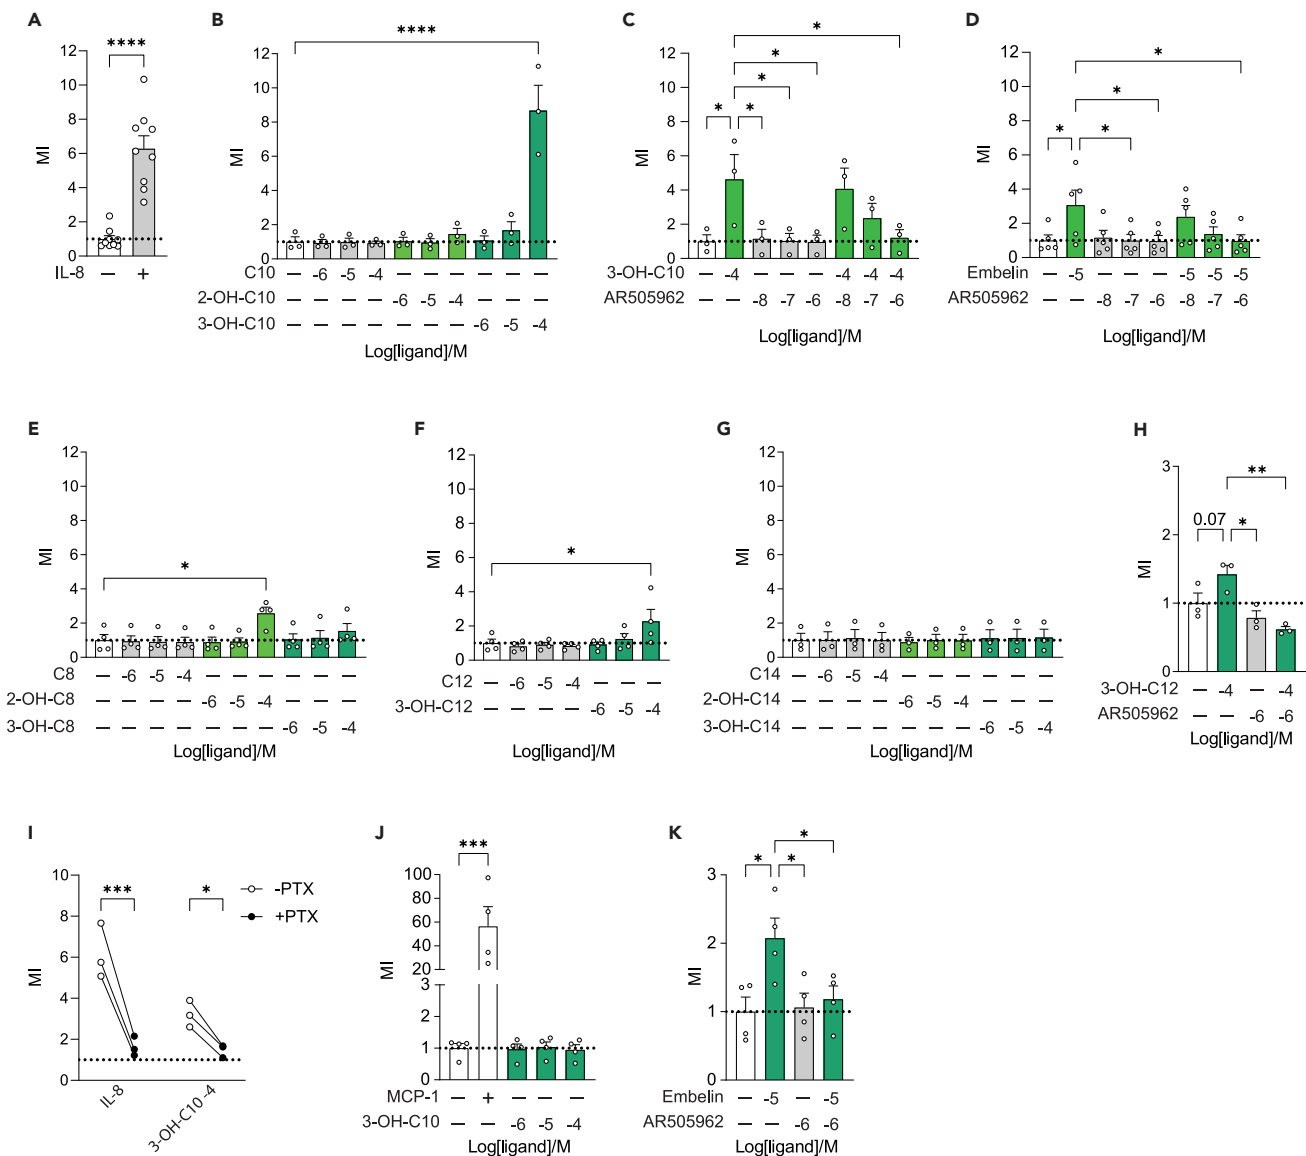 A
MI
12
10
8
6
4
2
0
****
IL-8 — +
B
MI
12
10
8
6
4
2
0
****
C10 — -6 -5 -4 — — — — — —
2-OH-C10 — — — — -6 -5 -4 — — —
3-OH-C10 — — — — — — — -6 -5 -4
Log[ligand]/M
C
MI
12
10
8
6
4
2
0
* * * * *
3-OH-C10 — -4 — — — -4 -4 -4
AR505962 — — -8 -7 -6 -8 -7 -6
Log[ligand]/M
D
MI
12
10
8
6
4
2
0
* * * *
Embelin — -5 — — — -5 -5 -5
AR505962 — — -8 -7 -6 -8 -7 -6
Log[ligand]/M
E
MI
12
10
8
6
4
2
0
*
C8 — -6 -5 -4 — — — — — —
2-OH-C8 — — — — -6 -5 -4 — — —
3-OH-C8 — — — — — — — -6 -5 -4
Log[ligand]/M
F
MI
12
10
8
6
4
2
0
*
C12 — -6 -5 -4 — — —
3-OH-C12 — — — — -6 -5 -4
Log[ligand]/M
G
MI
12
10
8
6
4
2
0
C14 — -6 -5 -4 — — — — — —
2-OH-C14 — — — — -6 -5 -4 — — —
3-OH-C14 — — — — — — — -6 -5 -4
Log[ligand]/M
H
MI
3
2
1
0
**
0.07 *
3-OH-C12 — -4 — -4
AR505962 — — -6 -6
Log[ligand]/M
I
MI
10
8
6
4
2
0
*** *
-PTX
+PTX
IL-8
3-OH-C10 -4
J
MI
100
80
60
40
20
3
2
1
0
***
MCP-1 — + — — —
3-OH-C10 — — -6 -5 -4
Log[ligand]/M
K
MI
3
2
1
0
*
* *
Embelin — -5 — -5
AR505962 — — -6 -6
Log[ligand]/M